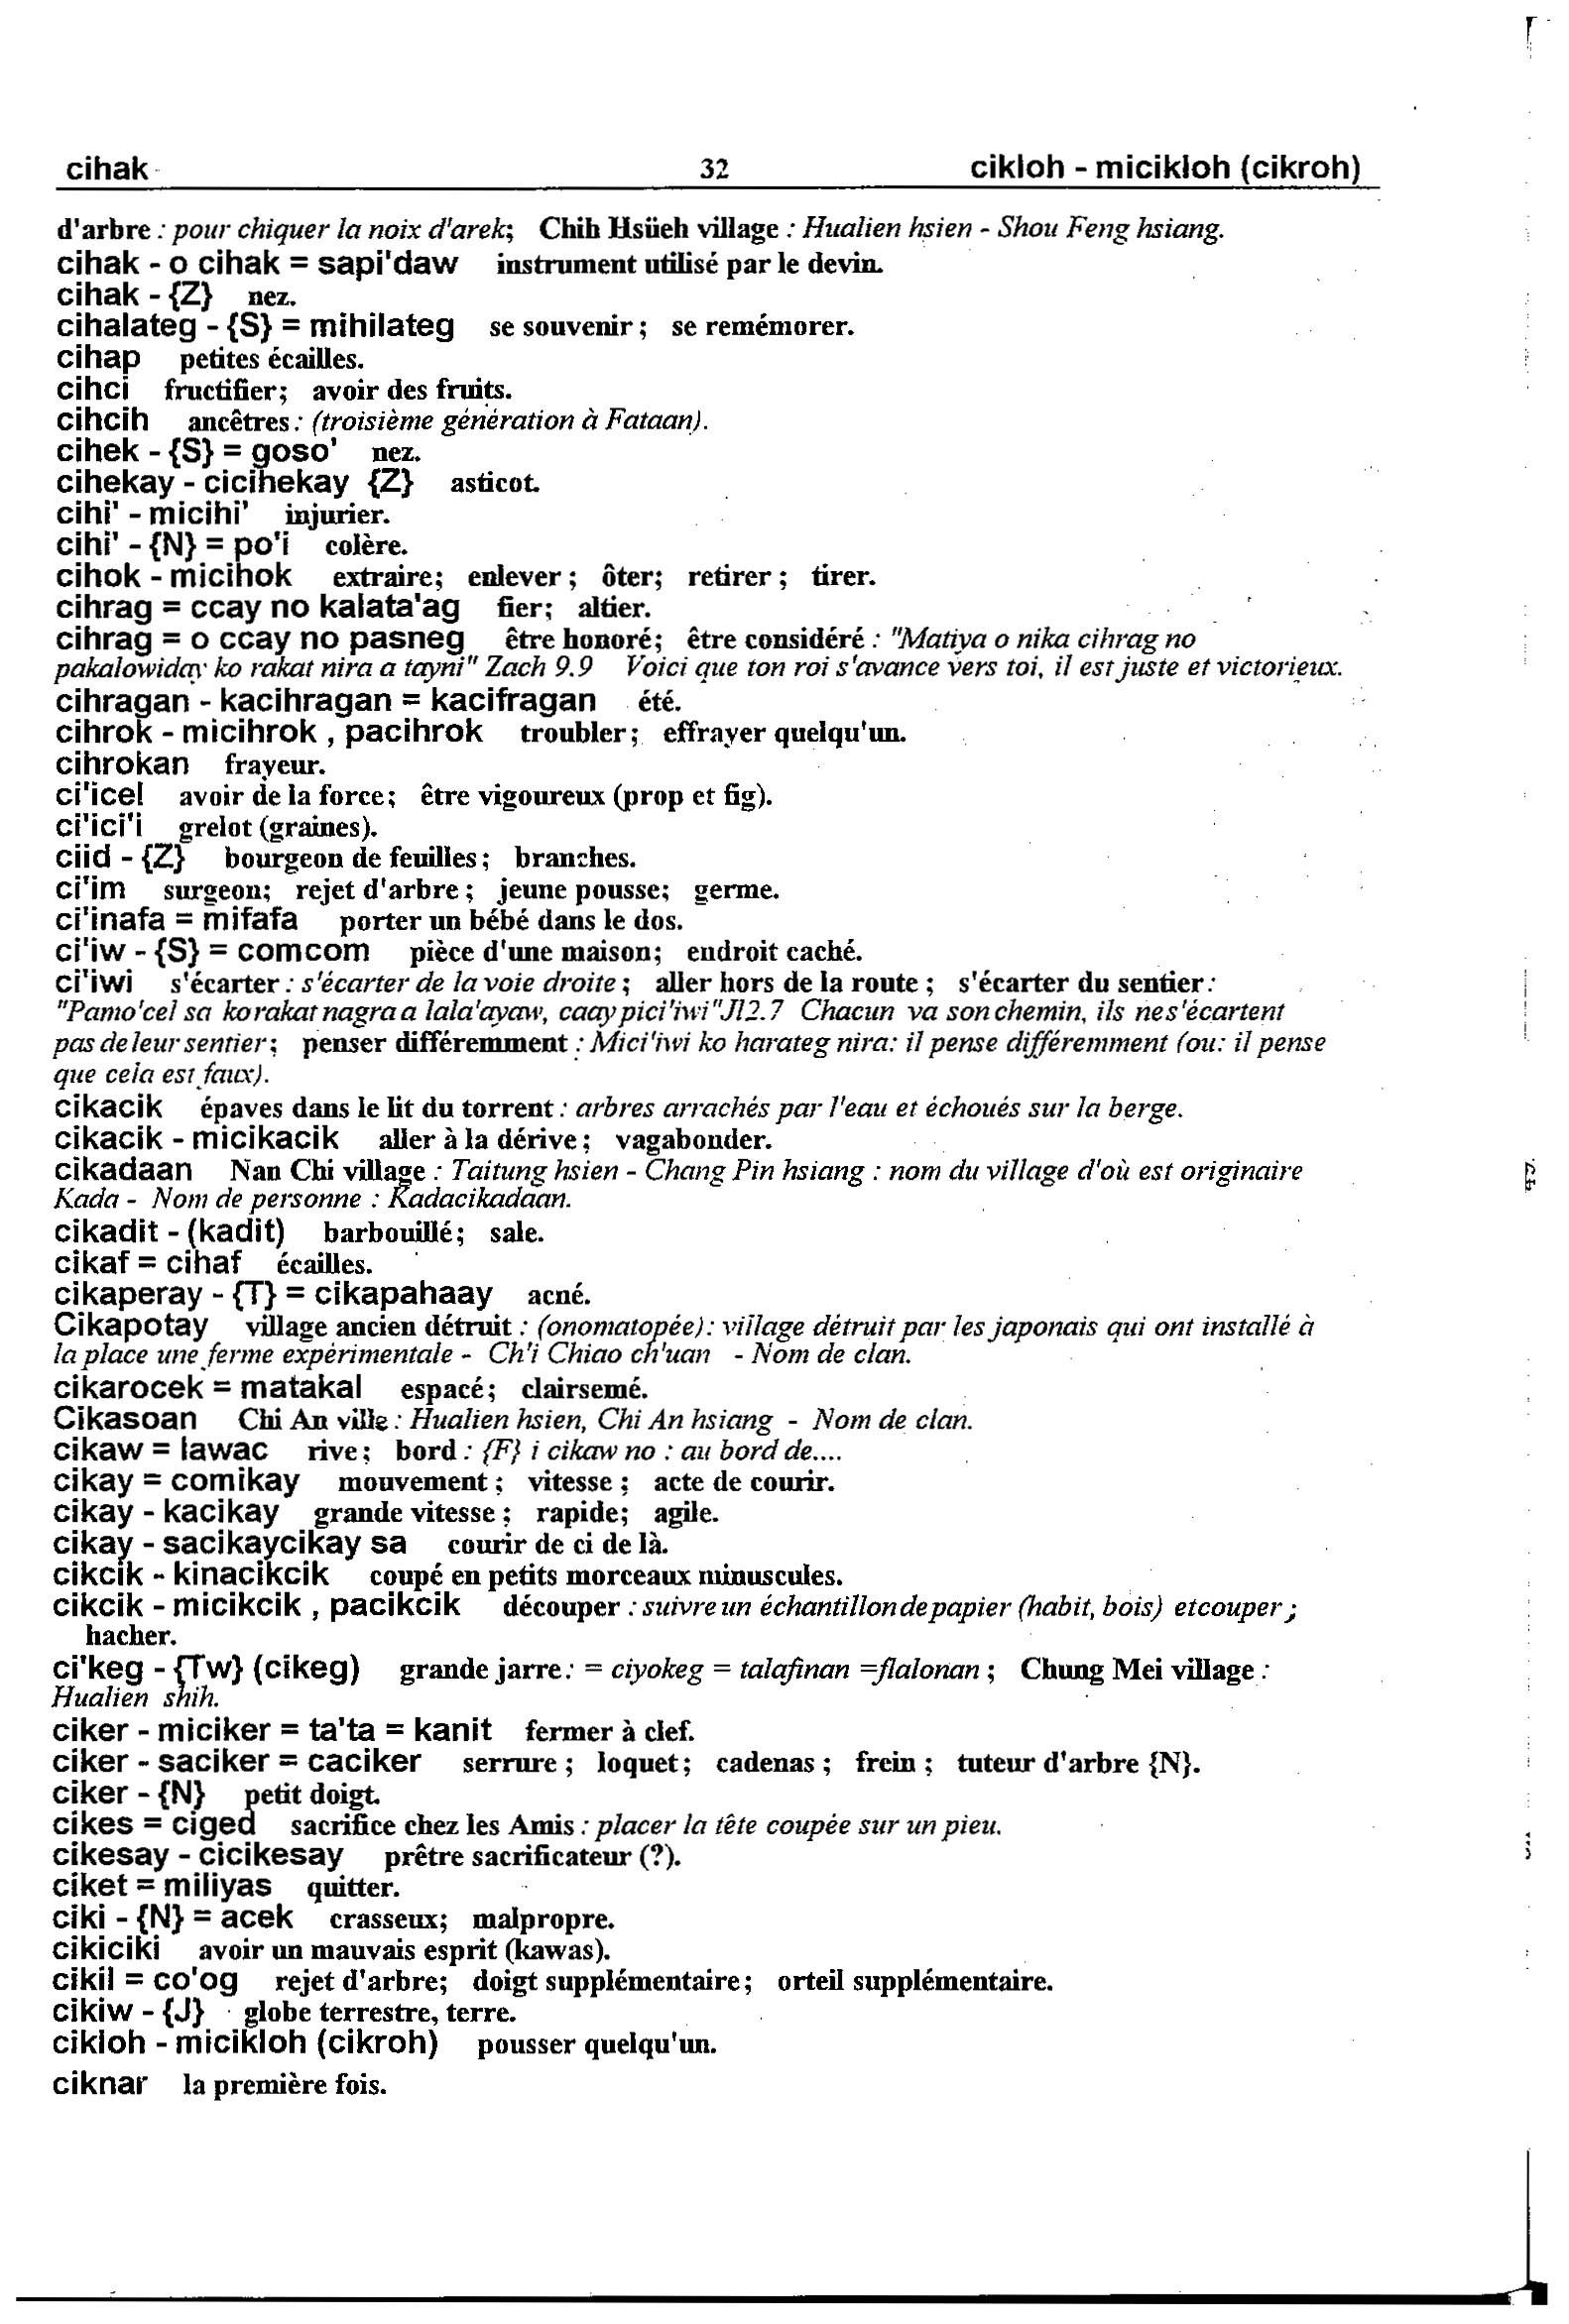 cihak 32 cikloh - micikloh (cikroh)
d'arbre : pour chiquer la noix d'arek; Chih Hsüeh village : Hualien hsien - Shou Feng hsiang.
cihak - o cihak = sapi'daw instrument utilisé par le devin.
cihak - {Z} nez.
cihalateg - {S} = mihilateg se souvenir ; se remémorer.
cihap petites écailles.
cihci fructifier; avoir des fruits.
cihcih ancêtres : (troisième génération à Fataan).
cihek - {S} = goso' nez.
cihekay - cicihekay {Z} asticot.
cihi' - micihi' injurier.
cihi' - {N} = po'i colère.
cihok - micihok extraire; enlever ; ôter; retirer ; tirer.
cihrag = ccay no kalata'ag fier; altier.
cihrag = o ccay no pasneg être honoré; être considéré : "Matiya o nika cihrag no
pakalowiday ko rakat nira a tayni" Zach 9.9 Voici que ton roi s'avance vers toi, il est juste et victorieux.
cihragan - kacihragan = kacifragan été.
cihrok - micihrok , pacihrok troubler; effrayer quelqu'un.
cihrokan frayeur.
ci'icel avoir de la force; être vigoureux (prop et fig).
ci'ici'i grelot (graines).
ciid - {Z} bourgeon de feuilles ; branches.
ci'im surgeon; rejet d'arbre ; jeune pousse; germe.
ci'inafa = mifafa porter un bébé dans le dos.
ci'iw - {S} = comcom pièce d'une maison; endroit caché.
ci'iwi s'écarter : s'écarter de la voie droite ; aller hors de la route ; s'écarter du sentier :
"Pamo'cel sa ko rakat nagra a lala'ayaw, caay pici'iwi" Jl2.7 Chacun va son chemin, ils ne s'écartent
pas de leur sentier ; penser différemment : Mici'iwi ko harateg nira: il pense différemment (ou: il pense
que cela est faux).
cikacik épaves dans le lit du torrent : arbres arrachés par l'eau et échoués sur la berge.
cikacik - micikacik aller à la dérive ; vagabonder.
cikadaan Nan Chi village : Taitung hsien - Chang Pin hsiang : nom du village d'où est originaire
Kada - Nom de personne : Kadacikadaan.
cikadit - (kadit) barbouillé; sale.
cikaf = cihaf écailles.
cikaperay - {T} = cikapahaay acné.
Cikapotay village ancien détruit : (onomatopée) : village détruit par les japonais qui ont installé à
la place une ferme expérimentale - Ch'i Chiao ch'uan - Nom de clan.
cikarocek = matakal espacé; clairsemé.
Cikasoan Chi An ville : Hualien hsien, Chi An hsiang - Nom de clan.
cikaw = lawac rive ; bord : {F} i cikaw no : au bord de....
cikay = comikay mouvement ; vitesse ; acte de courir.
cikay - kacikay grande vitesse ; rapide; agile.
cikay - sacikaycikay sa courir de ci de là.
cikcik - kinacikcik coupé en petits morceaux minuscules.
cikcik - micikcik , pacikcik découper : suivre un échantillon de papier (habit, bois) et couper ;
hacher.
ci'keg - {Tw} (cikeg) grande jarre : = ciyokeg = talafinan =flalonan ; Chung Mei village :
Hualien shih.
ciker - miciker = ta'ta = kanit fermer à clef.
ciker - saciker = caciker serrure ; loquet; cadenas ; frein ; tuteur d'arbre {N}.
ciker - {N} petit doigt.
cikes = ciged sacrifice chez les Amis : placer la tête coupée sur un pieu.
cikesay - cicikesay prêtre sacrificateur (?).
ciket = miliyas quitter.
ciki - {N} = acek crasseux; malpropre.
cikiciki avoir un mauvais esprit (kawas).
cikil = co'og rejet d'arbre; doigt supplémentaire; orteil supplémentaire.
cikiw - {J} globe terrestre, terre.
cikloh - micikloh (cikroh) pousser quelqu'un.
ciknar la première fois.